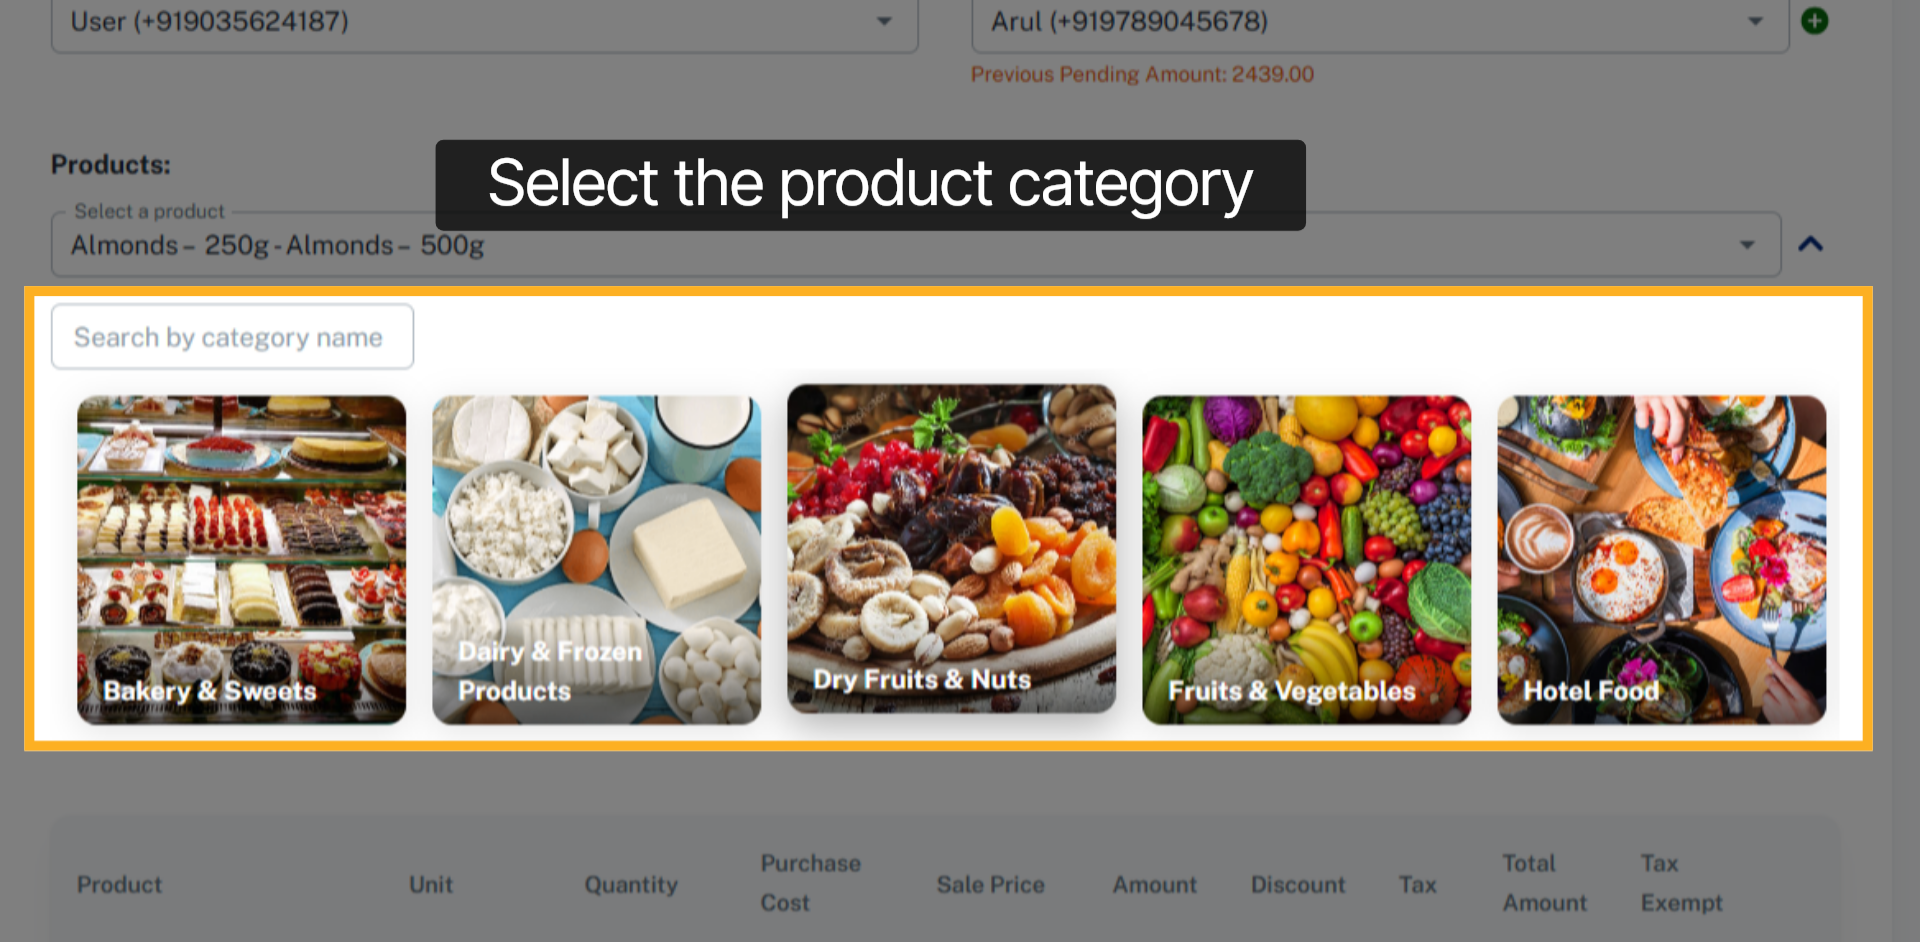 User (+919035624187)
Arul (+919789045678)
Previous Pending Amount: 2439.00
Select the product category
Products:
Select a product
Almonds – 250g - Almonds – 500g
Search by category name
Bakery & Sweets
Dairy & Frozen
Products
Dry Fruits & Nuts
Fruits & Vegetables
Hotel Food
Product
Unit
Quantity
Purchase
Cost
Sale Price
Amount
Discount
Tax
Total
Amount
Tax
Exempt